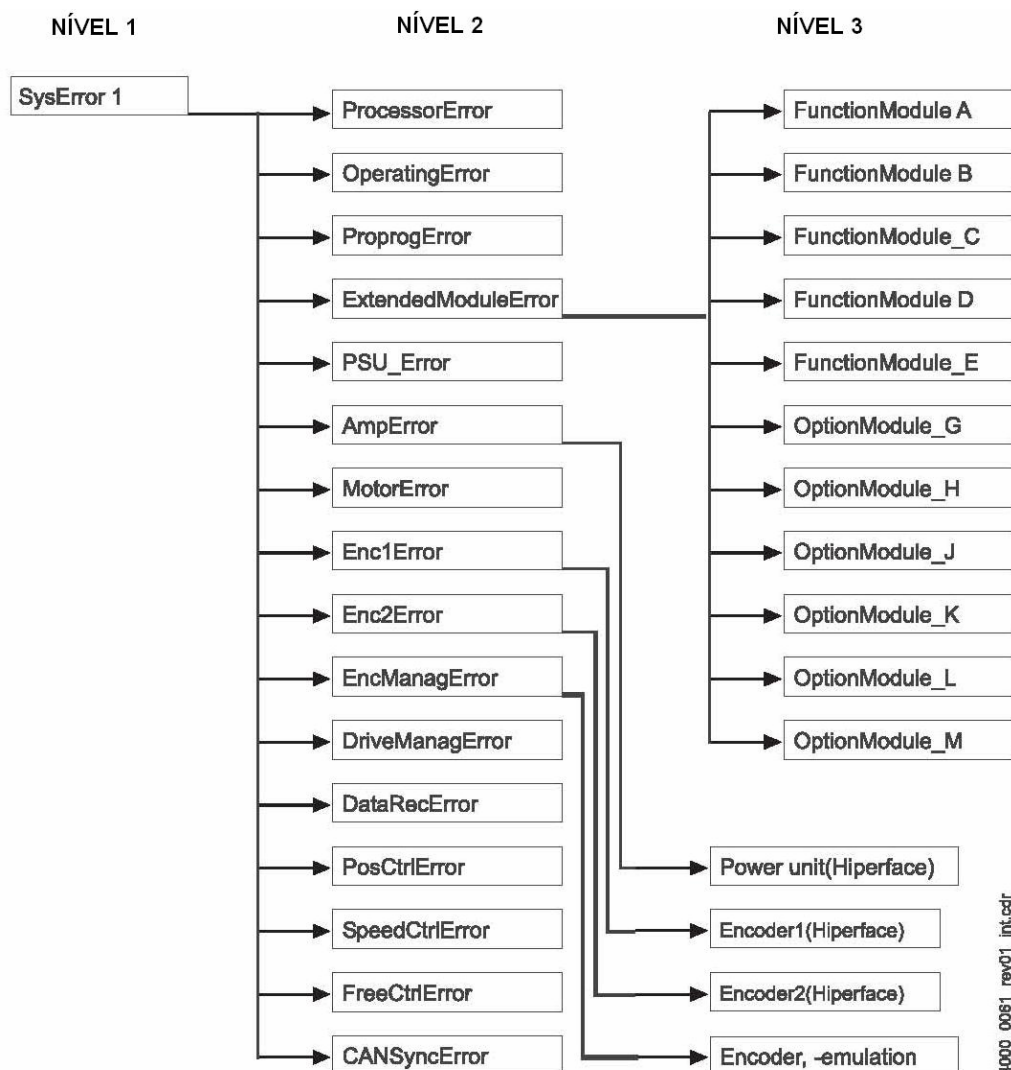 NÍVEL 1
NÍVEL 2
NÍVEL 3
SysError 1
ProcessorError
OperatingError
ProprogError
ExtendedModuleError
PSU_Error
AmpError
MotorError
Enc1Error
Enc2Error
EncManagError
DriveManagError
DataRecError
PosCtrlError
SpeedCtrlError
FreeCtrlError
CANSyncError
FunctionModule A
FunctionModule B
FunctionModule_C
FunctionModule D
FunctionModule_E
OptionModule_G
OptionModule_H
OptionModule_J
OptionModule_K
OptionModule_L
OptionModule_M
Power unit(Hiperface)
Encoder1(Hiperface)
Encoder2(Hiperface)
Encoder, -emulation
4000_0061_rev01_int.cdr